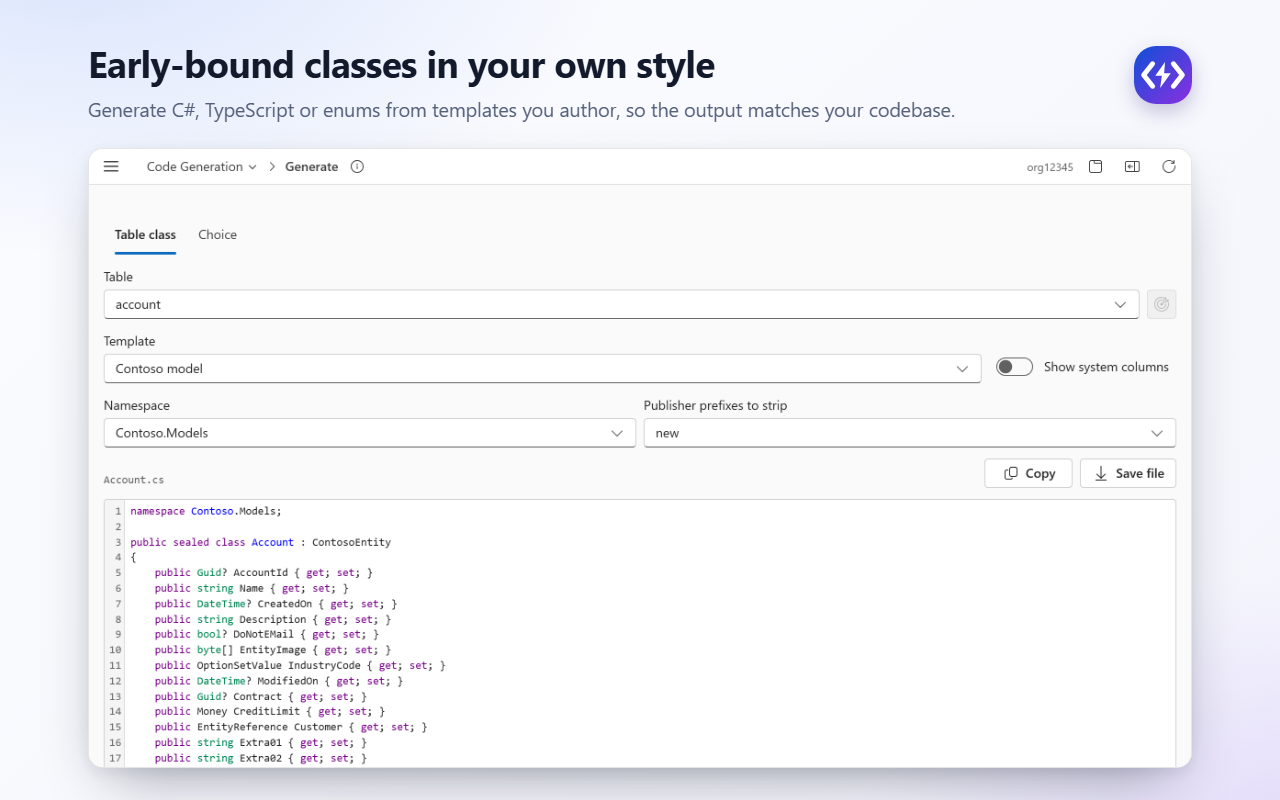 Early-bound classes in your own style
Generate C#, TypeScript or enums from templates you author, so the output matches your codebase.
Code Generation > Generate
org12345
Table class
Choice
Table
account
Template
Contoso model
Show system columns
Namespace
Publisher prefixes to strip
Contoso.Models
new
Account.cs
Copy
Save file
1 namespace Contoso.Models;
2
3 public sealed class Account : ContosoEntity
4 {
5     public Guid? AccountId { get; set; }
6     public string Name { get; set; }
7     public DateTime? CreatedOn { get; set; }
8     public string Description { get; set; }
9     public bool? DoNotEMail { get; set; }
10     public byte[] EntityImage { get; set; }
11     public OptionSetValue IndustryCode { get; set; }
12     public DateTime? ModifiedOn { get; set; }
13     public Guid? Contract { get; set; }
14     public Money CreditLimit { get; set; }
15     public EntityReference Customer { get; set; }
16     public string Extra01 { get; set; }
17     public string Extra02 { get; set; }